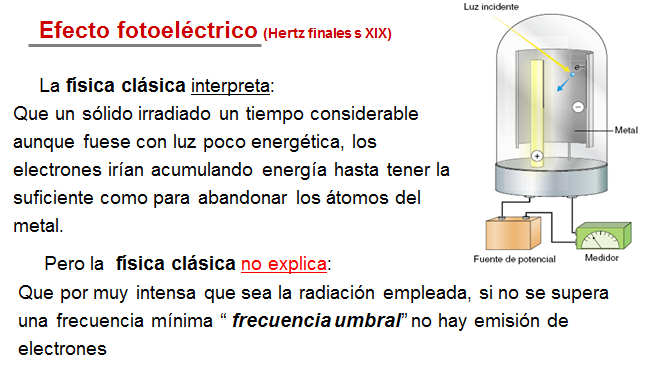 Efecto fotoeléctrico (Hertz finales s XIX)
La física clásica interpreta:
Que un sólido irradiado un tiempo considerable
aunque fuese con luz poco energética, los
electrones irían acumulando energía hasta tener la
suficiente como para abandonar los átomos del
metal.
Luz incidente
e-
−
Metal
+
Fuente de potencial
Medidor
Pero la física clásica no explica:
Que por muy intensa que sea la radiación empleada, si no se supera
una frecuencia mínima “ frecuencia umbral” no hay emisión de
electrones